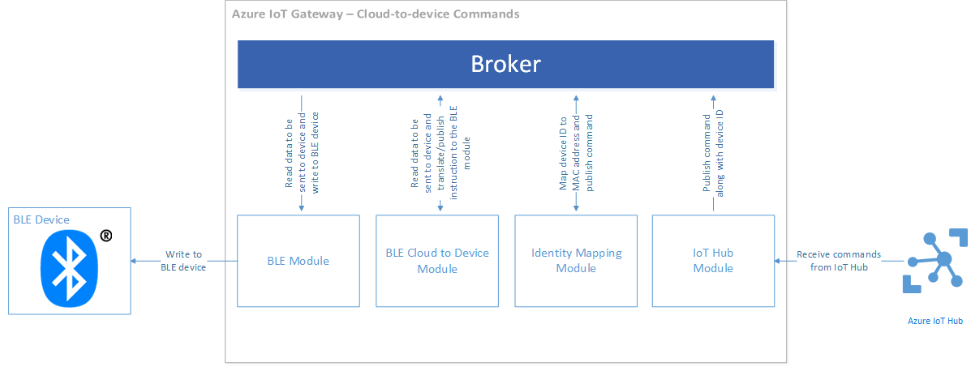 Azure IoT Gateway – Cloud-to-device Commands
Broker
Read data to be
sent to device and
write to BLE device
Read data to be
sent to device and
translate/publish
instruction to the BLE
module
Map device ID to
MAC address and
publish command
Publish command
along with device ID
BLE Device
®
Write to
BLE device
BLE Module
BLE Cloud to Device
Module
Identity Mapping
Module
IoT Hub
Module
Receive commands
from IoT Hub
Azure IoT Hub